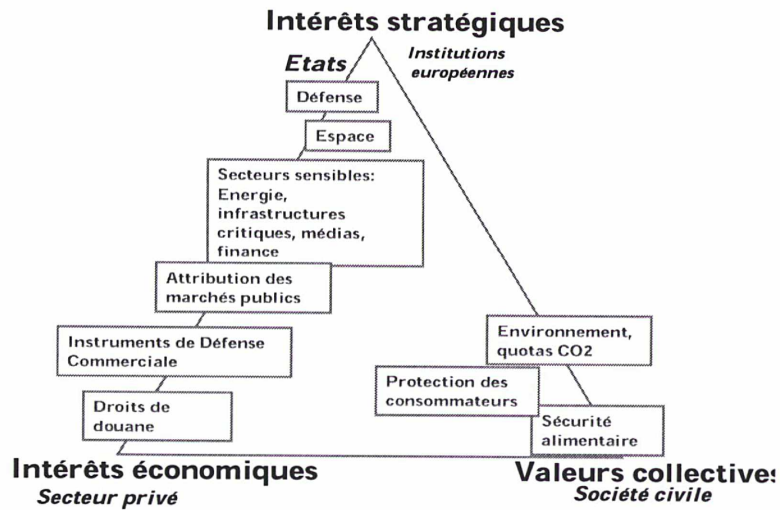 Intérêts stratégiques
Etats
Institutions
européennes
Défense
Espace
Secteurs sensibles:
Energie,
infrastructures
critiques, médias,
finance
Attribution des
marchés publics
Instruments de Défense
Commerciale
Droits de
douane
Environnement,
quotas CO2
Protection des
consommateurs
Sécurité
alimentaire
Intérêts économiques
Secteur privé
Valeurs collectives
Société civile